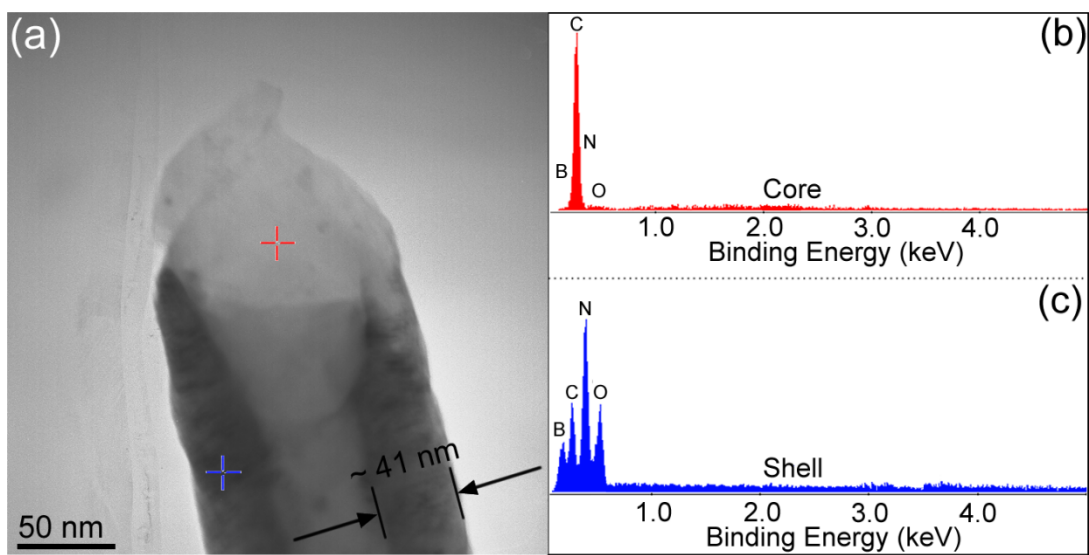 (a)
~ 41 nm
50 nm
(b)
C
N
B
O
Core
1.0 2.0 3.0 4.0
Binding Energy (keV)
(c)
N
C
O
B
Shell
1.0 2.0 3.0 4.0
Binding Energy (keV)